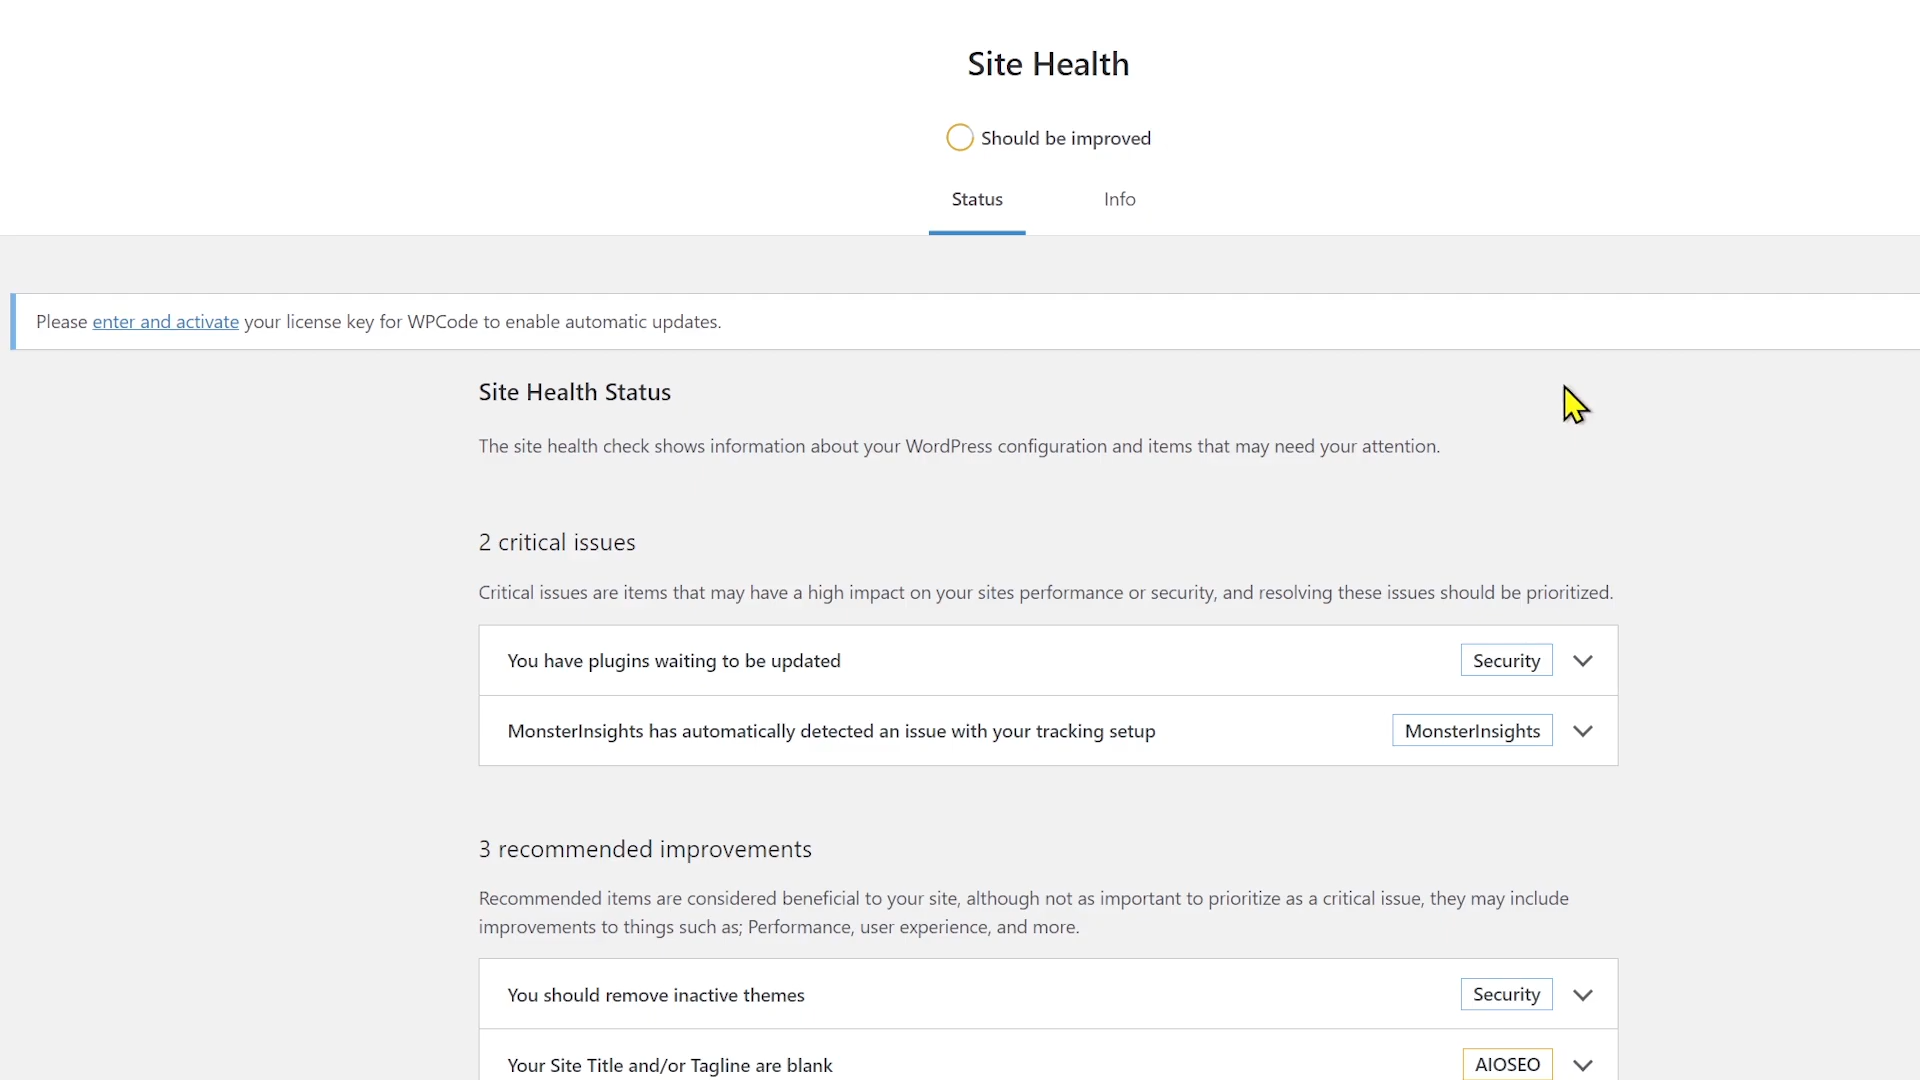 Site Health
Should be improved
Status Info
Please enter and activate your license key for WPCode to enable automatic updates.
Site Health Status
The site health check shows information about your WordPress configuration and items that may need your attention.
2 critical issues
Critical issues are items that may have a high impact on your sites performance or security, and resolving these issues should be prioritized.
You have plugins waiting to be updated Security
MonsterInsights has automatically detected an issue with your tracking setup MonsterInsights
3 recommended improvements
Recommended items are considered beneficial to your site, although not as important to prioritize as a critical issue, they may include
improvements to things such as; Performance, user experience, and more.
You should remove inactive themes Security
Your Site Title and/or Tagline are blank AIOSEO